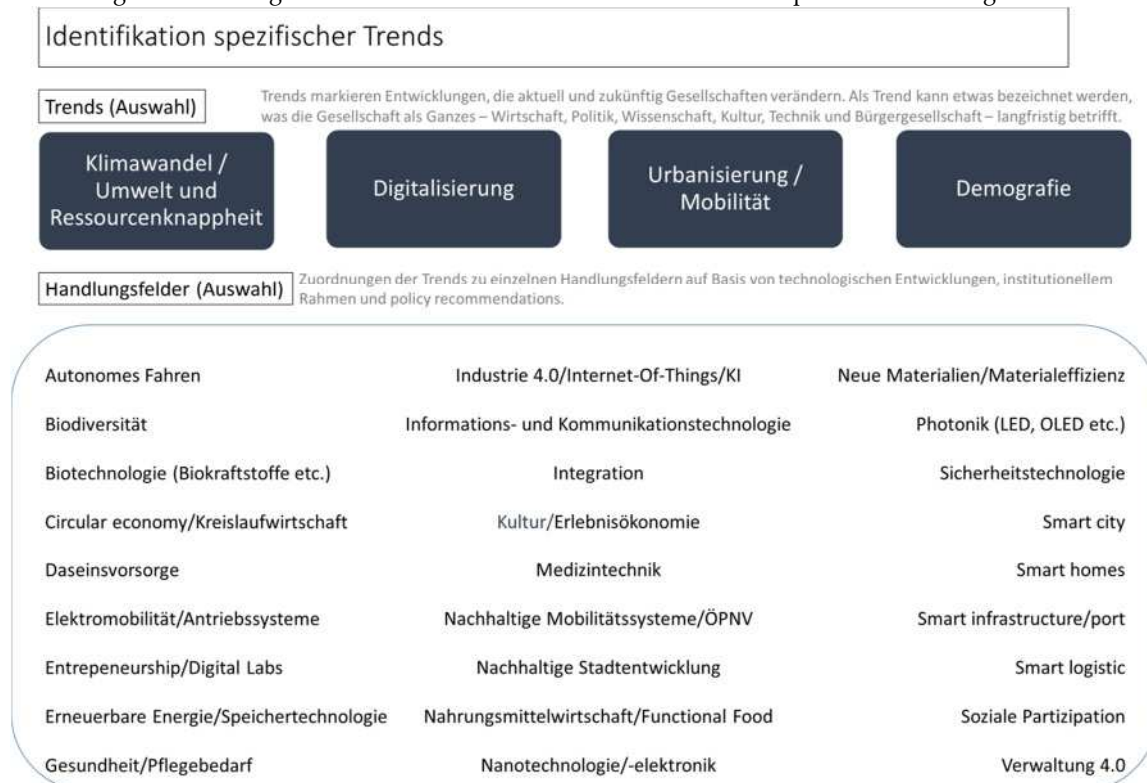 Identifikation spezifischer Trends
Trends (Auswahl)
Trends markieren Entwicklungen, die aktuell und zukünftig Gesellschaften verändern. Als Trend kann etwas bezeichnet werden,
was die Gesellschaft als Ganzes – Wirtschaft, Politik, Wissenschaft, Kultur, Technik und Bürgergesellschaft – langfristig betrifft.
Klimawandel /
Umwelt und
Ressourcenknappheit
Digitalisierung
Urbanisierung /
Mobilität
Demografie
Handlungsfelder (Auswahl)
Zuordnungen der Trends zu einzelnen Handlungsfeldern auf Basis von technologischen Entwicklungen, institutionellem
Rahmen und policy recommendations.
Autonomes Fahren
Biodiversität
Biotechnologie (Biokraftstoffe etc.)
Circular economy/Kreislaufwirtschaft
Daseinsvorsorge
Elektromobilität/Antriebssysteme
Entrepeneurship/Digital Labs
Erneuerbare Energie/Speichertechnologie
Gesundheit/Pflegebedarf
Industrie 4.0/Internet-Of-Things/KI
Informations- und Kommunikationstechnologie
Integration
Kultur/Erlebnisökonomie
Medizintechnik
Nachhaltige Mobilitätssysteme/ÖPNV
Nachhaltige Stadtentwicklung
Nahrungsmittelwirtschaft/Functional Food
Nanotechnologie/-elektronik
Neue Materialien/Materialeffizienz
Photonik (LED, OLED etc.)
Sicherheitstechnologie
Smart city
Smart homes
Smart infrastructure/port
Smart logistic
Soziale Partizipation
Verwaltung 4.0